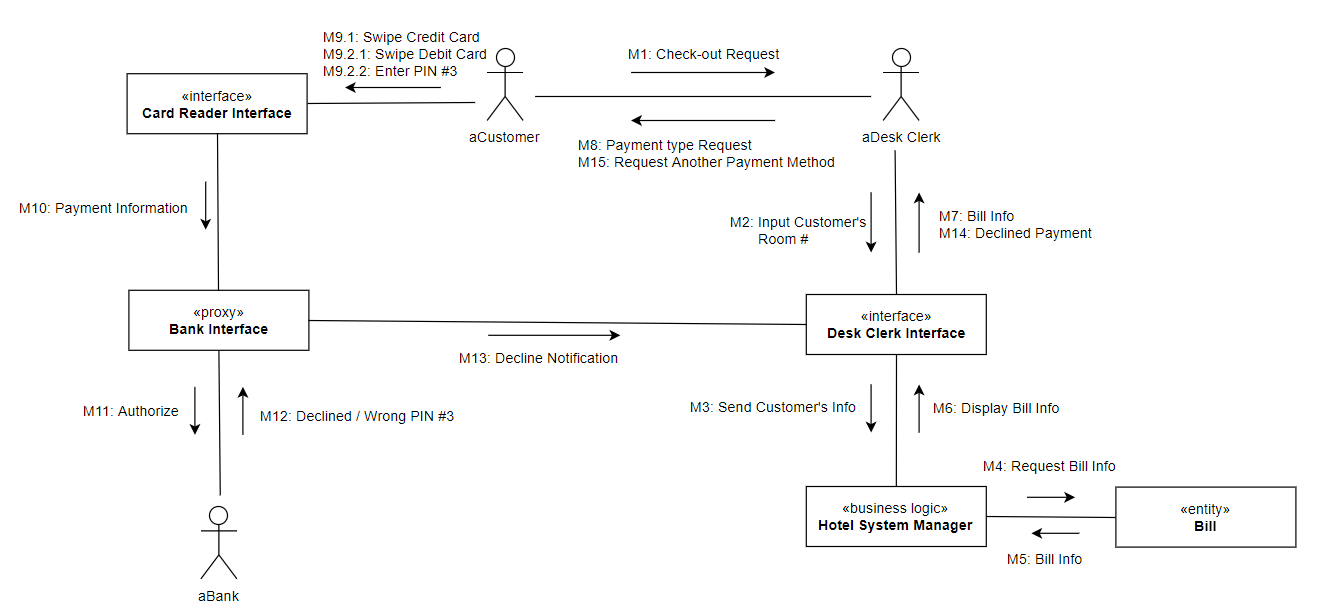 M9.1: Swipe Credit Card
M9.2.1: Swipe Debit Card
M9.2.2: Enter PIN #3
M1: Check-out Request
«interface»
Card Reader Interface
aCustomer
aDesk Clerk
M8: Payment type Request
M15: Request Another Payment Method
M10: Payment Information
M2: Input Customer's
Room #
M7: Bill Info
M14: Declined Payment
«proxy»
Bank Interface
«interface»
Desk Clerk Interface
M13: Decline Notification
M11: Authorize
M12: Declined / Wrong PIN #3
M3: Send Customer's Info
M6: Display Bill Info
M4: Request Bill Info
«business logic»
Hotel System Manager
«entity»
Bill
M5: Bill Info
aBank